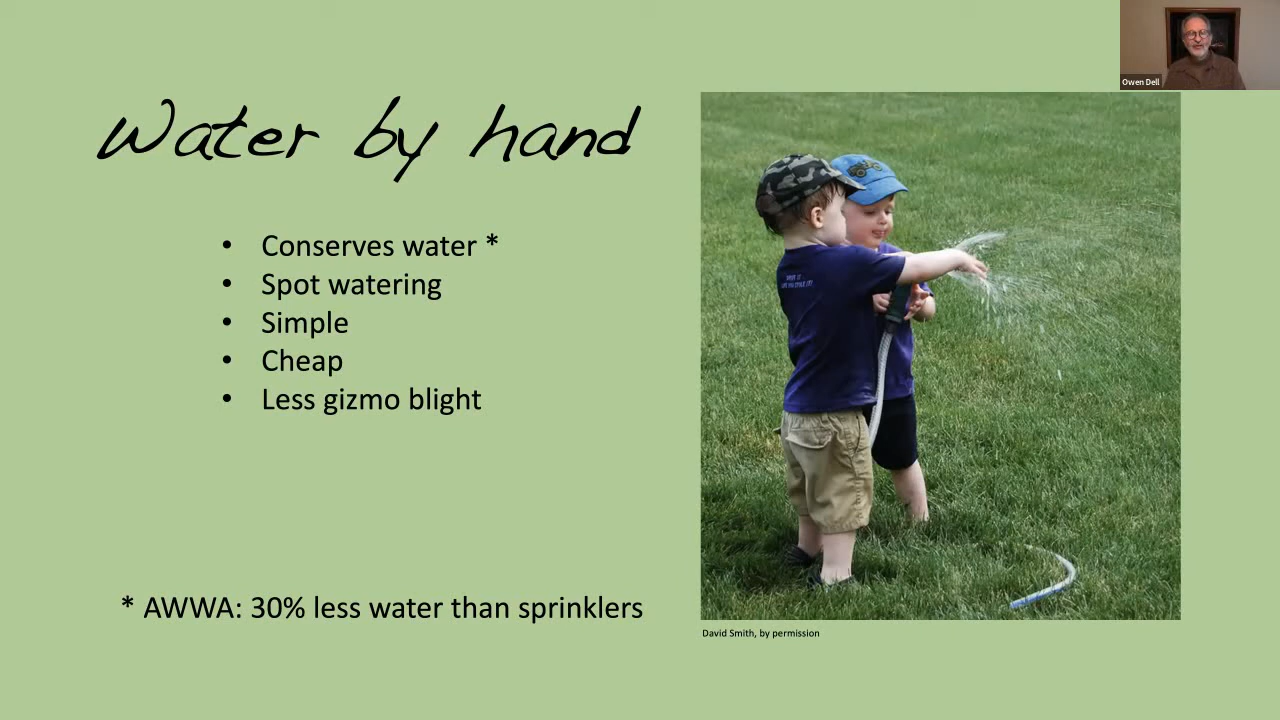 Owen Dell
Water by hand
• Conserves water *
• Spot watering
• Simple
• Cheap
• Less gizmo blight
* AWWA: 30% less water than sprinklers
David Smith, by permission